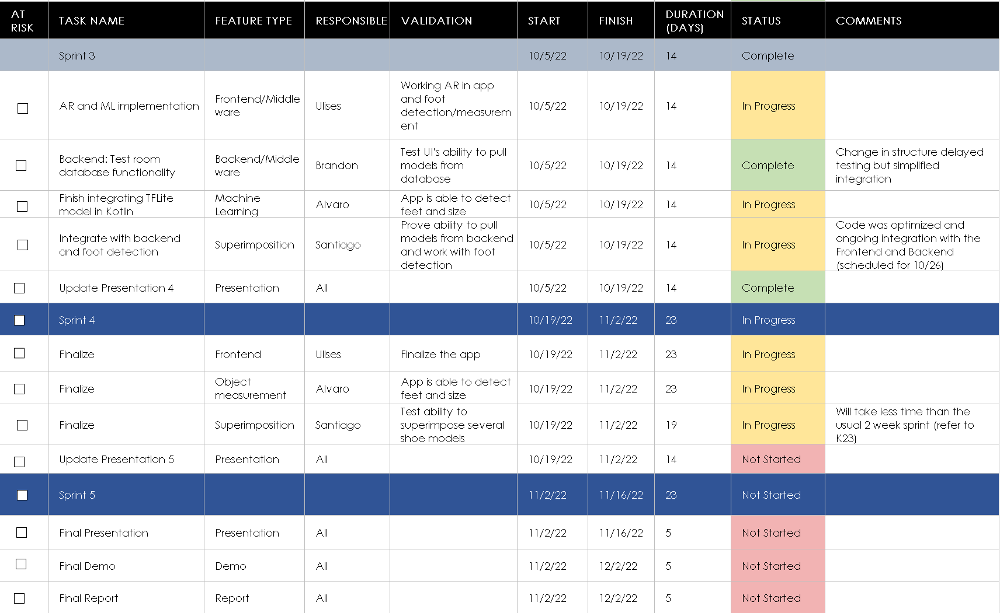 AT RISK TASK NAME FEATURE TYPE RESPONSIBLE VALIDATION START FINISH DURATION (DAYS) STATUS COMMENTS
Sprint 3 10/5/22 10/19/22 14 Complete
AR and ML implementation Frontend/Middleware Ulises Working AR in app and foot detection/measurement 10/5/22 10/19/22 14 In Progress
Backend: Test room database functionality Backend/Middleware Brandon Test UI's ability to pull models from database 10/5/22 10/19/22 14 Complete Change in structure delayed testing but simplified integration
Finish integrating TFLite model in Kotlin Machine Learning Alvaro App is able to detect feet and size 10/5/22 10/19/22 14 In Progress
Integrate with backend and foot detection Superimposition Santiago Prove ability to pull models from backend and work with foot detection 10/5/22 10/19/22 14 In Progress Code was optimized and ongoing integration with the Frontend and Backend (scheduled for 10/26)
Update Presentation 4 Presentation All 10/5/22 10/19/22 14 Complete
Sprint 4 10/19/22 11/2/22 23 In Progress
Finalize Frontend Ulises Finalize the app 10/19/22 11/2/22 23 In Progress
Finalize Object measurement Alvaro App is able to detect feet and size 10/19/22 11/2/22 23 In Progress
Finalize Superimposition Santiago Test ability to superimpose several shoe models 10/19/22 11/2/22 19 In Progress Will take less time than the usual 2 week sprint (refer to K23)
Update Presentation 5 Presentation All 10/19/22 11/2/22 14 Not Started
Sprint 5 11/2/22 11/16/22 23 Not Started
Final Presentation Presentation All 11/2/22 11/16/22 5 Not Started
Final Demo Demo All 11/2/22 12/2/22 5 Not Started
Final Report Report All 11/2/22 12/2/22 5 Not Started